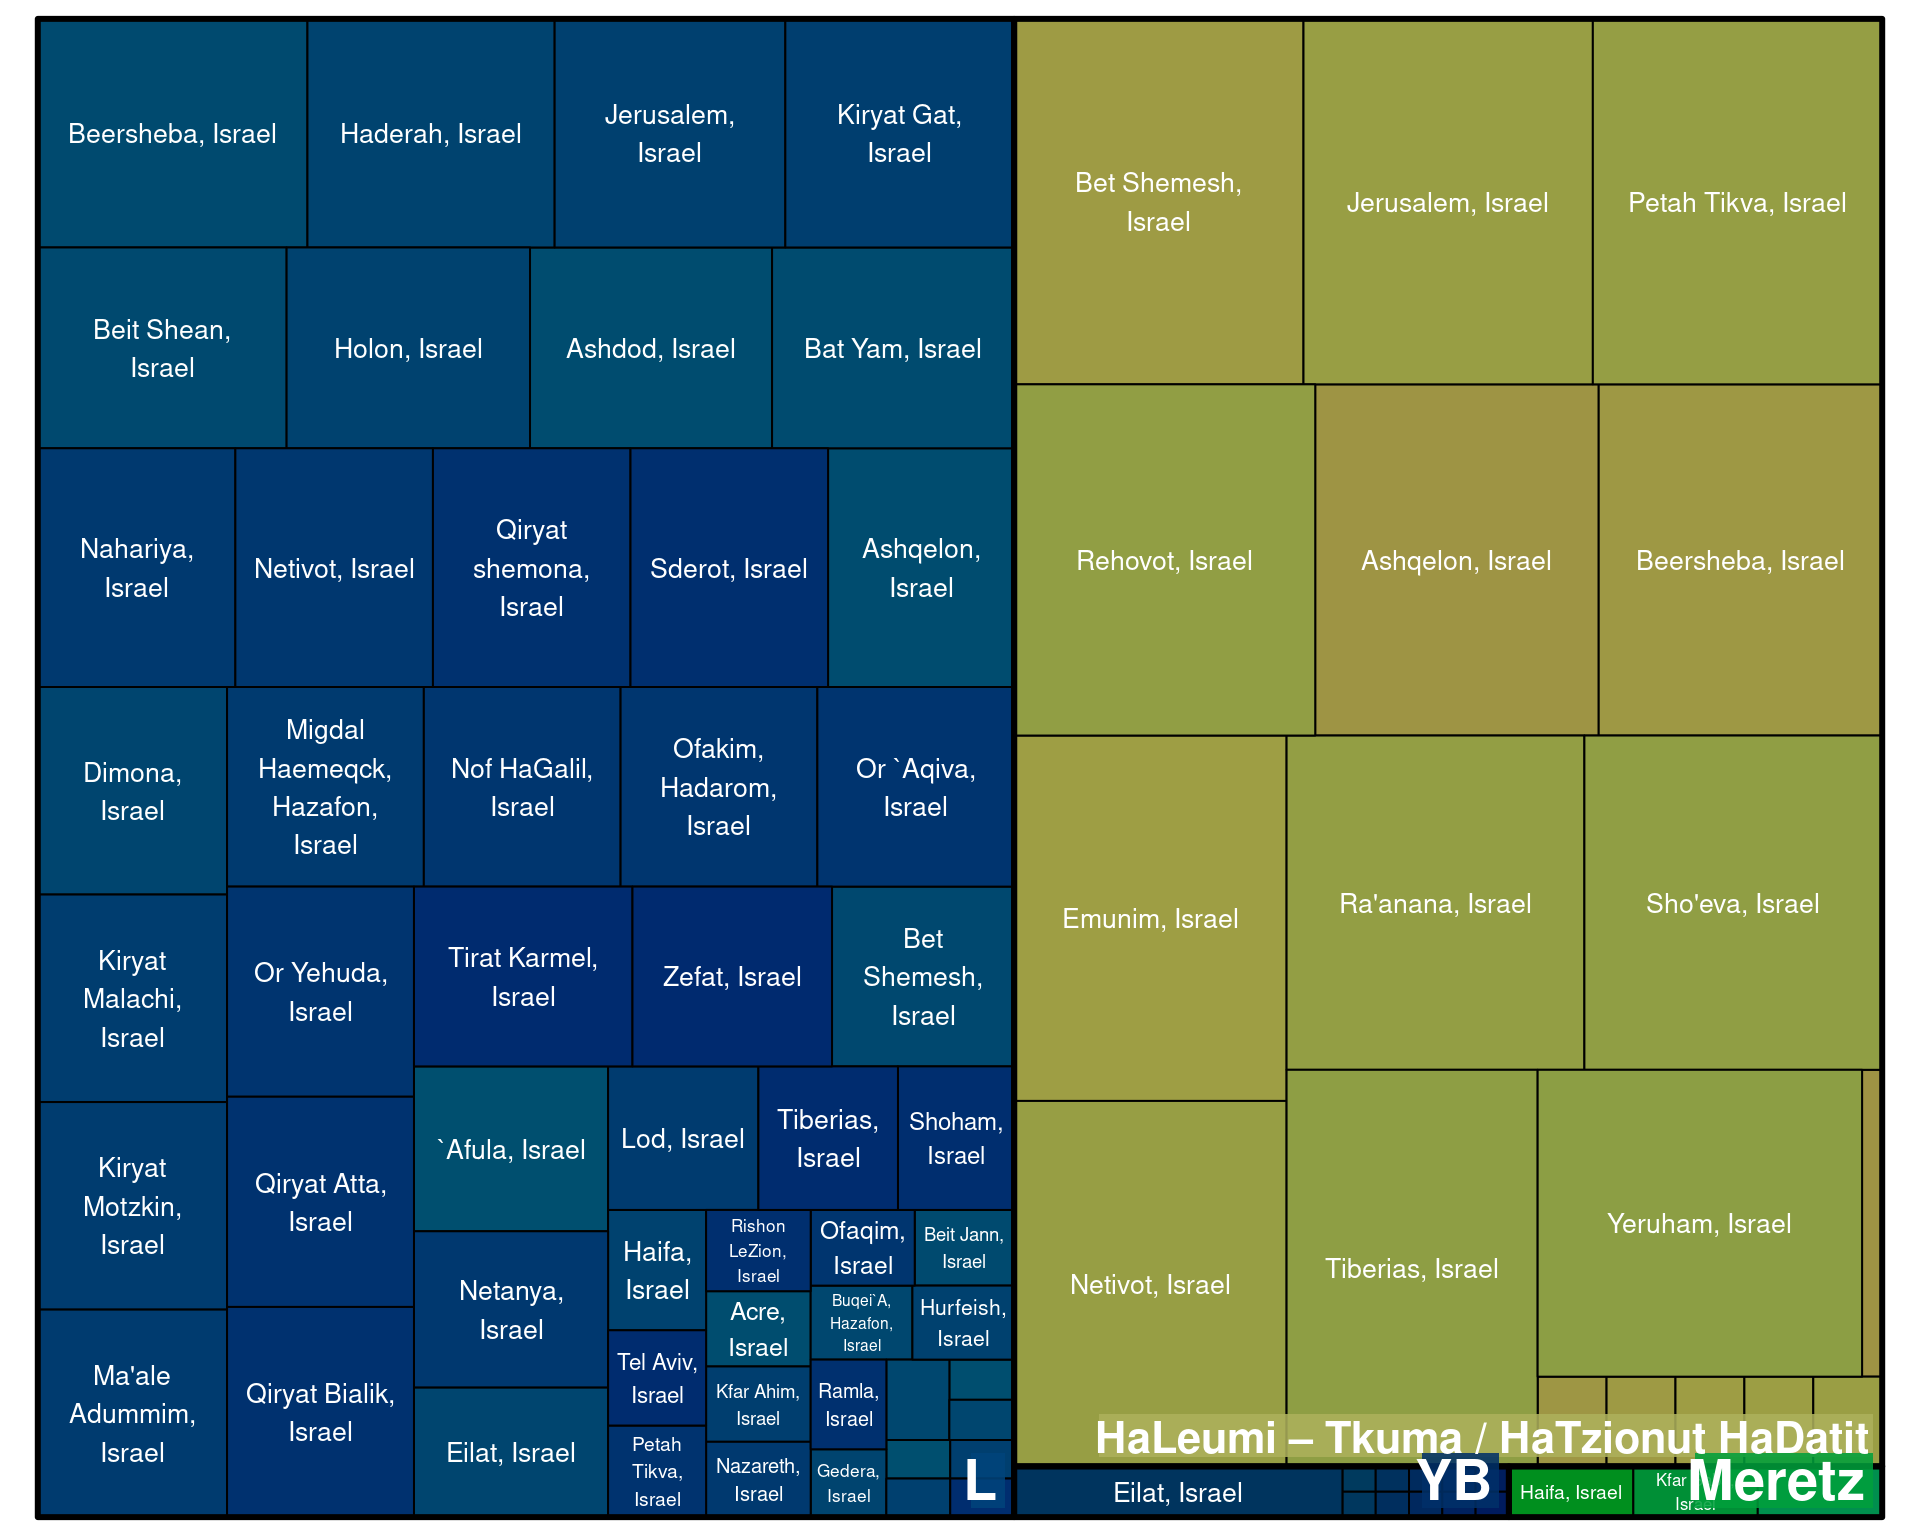 Beersheba, Israel
Haderah, Israel
Jerusalem,
Israel
Kiryat Gat,
Israel
Beit Shean,
Israel
Holon, Israel
Ashdod, Israel
Bat Yam, Israel
Nahariya,
Israel
Netivot, Israel
Qiryat
shemona,
Israel
Sderot, Israel
Ashqelon,
Israel
Dimona,
Israel
Migdal
Haemeqck,
Hazafon,
Israel
Nof HaGalil,
Israel
Ofakim,
Hadarom,
Israel
Or `Aqiva,
Israel
Kiryat
Malachi,
Israel
Or Yehuda,
Israel
Tirat Karmel,
Israel
Zefat, Israel
Bet
Shemesh,
Israel
Kiryat
Motzkin,
Israel
Qiryat Atta,
Israel
`Afula, Israel
Lod, Israel
Tiberias,
Israel
Shoham,
Israel
Netanya,
Israel
Haifa,
Israel
Rishon
LeZion,
Israel
Ofaqim,
Israel
Beit Jann,
Israel
Acre,
Israel
Buqei`A,
Hazafon,
Israel
Hurfeish,
Israel
Ma'ale
Adummim,
Israel
Qiryat Bialik,
Israel
Eilat, Israel
Tel Aviv,
Israel
Kfar Ahim,
Israel
Ramla,
Israel
Petah
Tikva,
Israel
Nazareth,
Israel
Gedera,
Israel
L
Bet Shemesh,
Israel
Jerusalem, Israel
Petah Tikva, Israel
Rehovot, Israel
Ashqelon, Israel
Beersheba, Israel
Emunim, Israel
Ra'anana, Israel
Sho'eva, Israel
Netivot, Israel
Tiberias, Israel
Yeruham, Israel
HaLeumi – Tkuma / HaTzionut HaDatit
Eilat, Israel
YB
Haifa, Israel
Kfar
Israel
Meretz